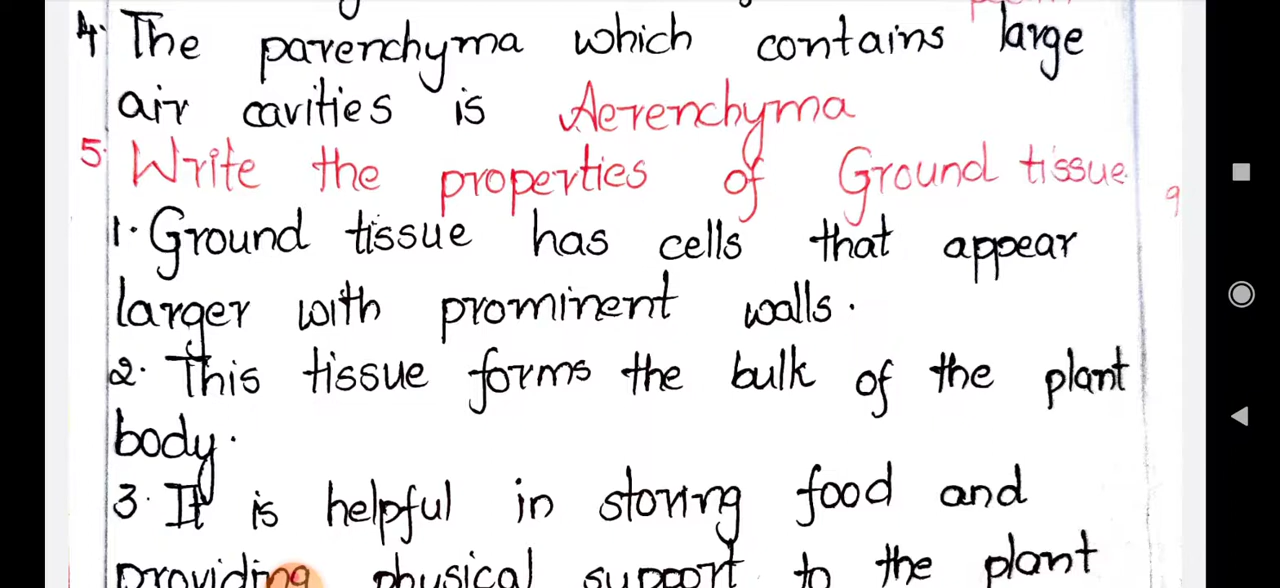 4. The parenchyma which contains large
air cavities is Aerenchyma
5. Write the properties of Ground tissue.
1. Ground tissue has cells that appear
larger with prominent walls.
2. This tissue forms the bulk of the plant
body.
3. It is helpful in storing food and
providing physical support to the plant